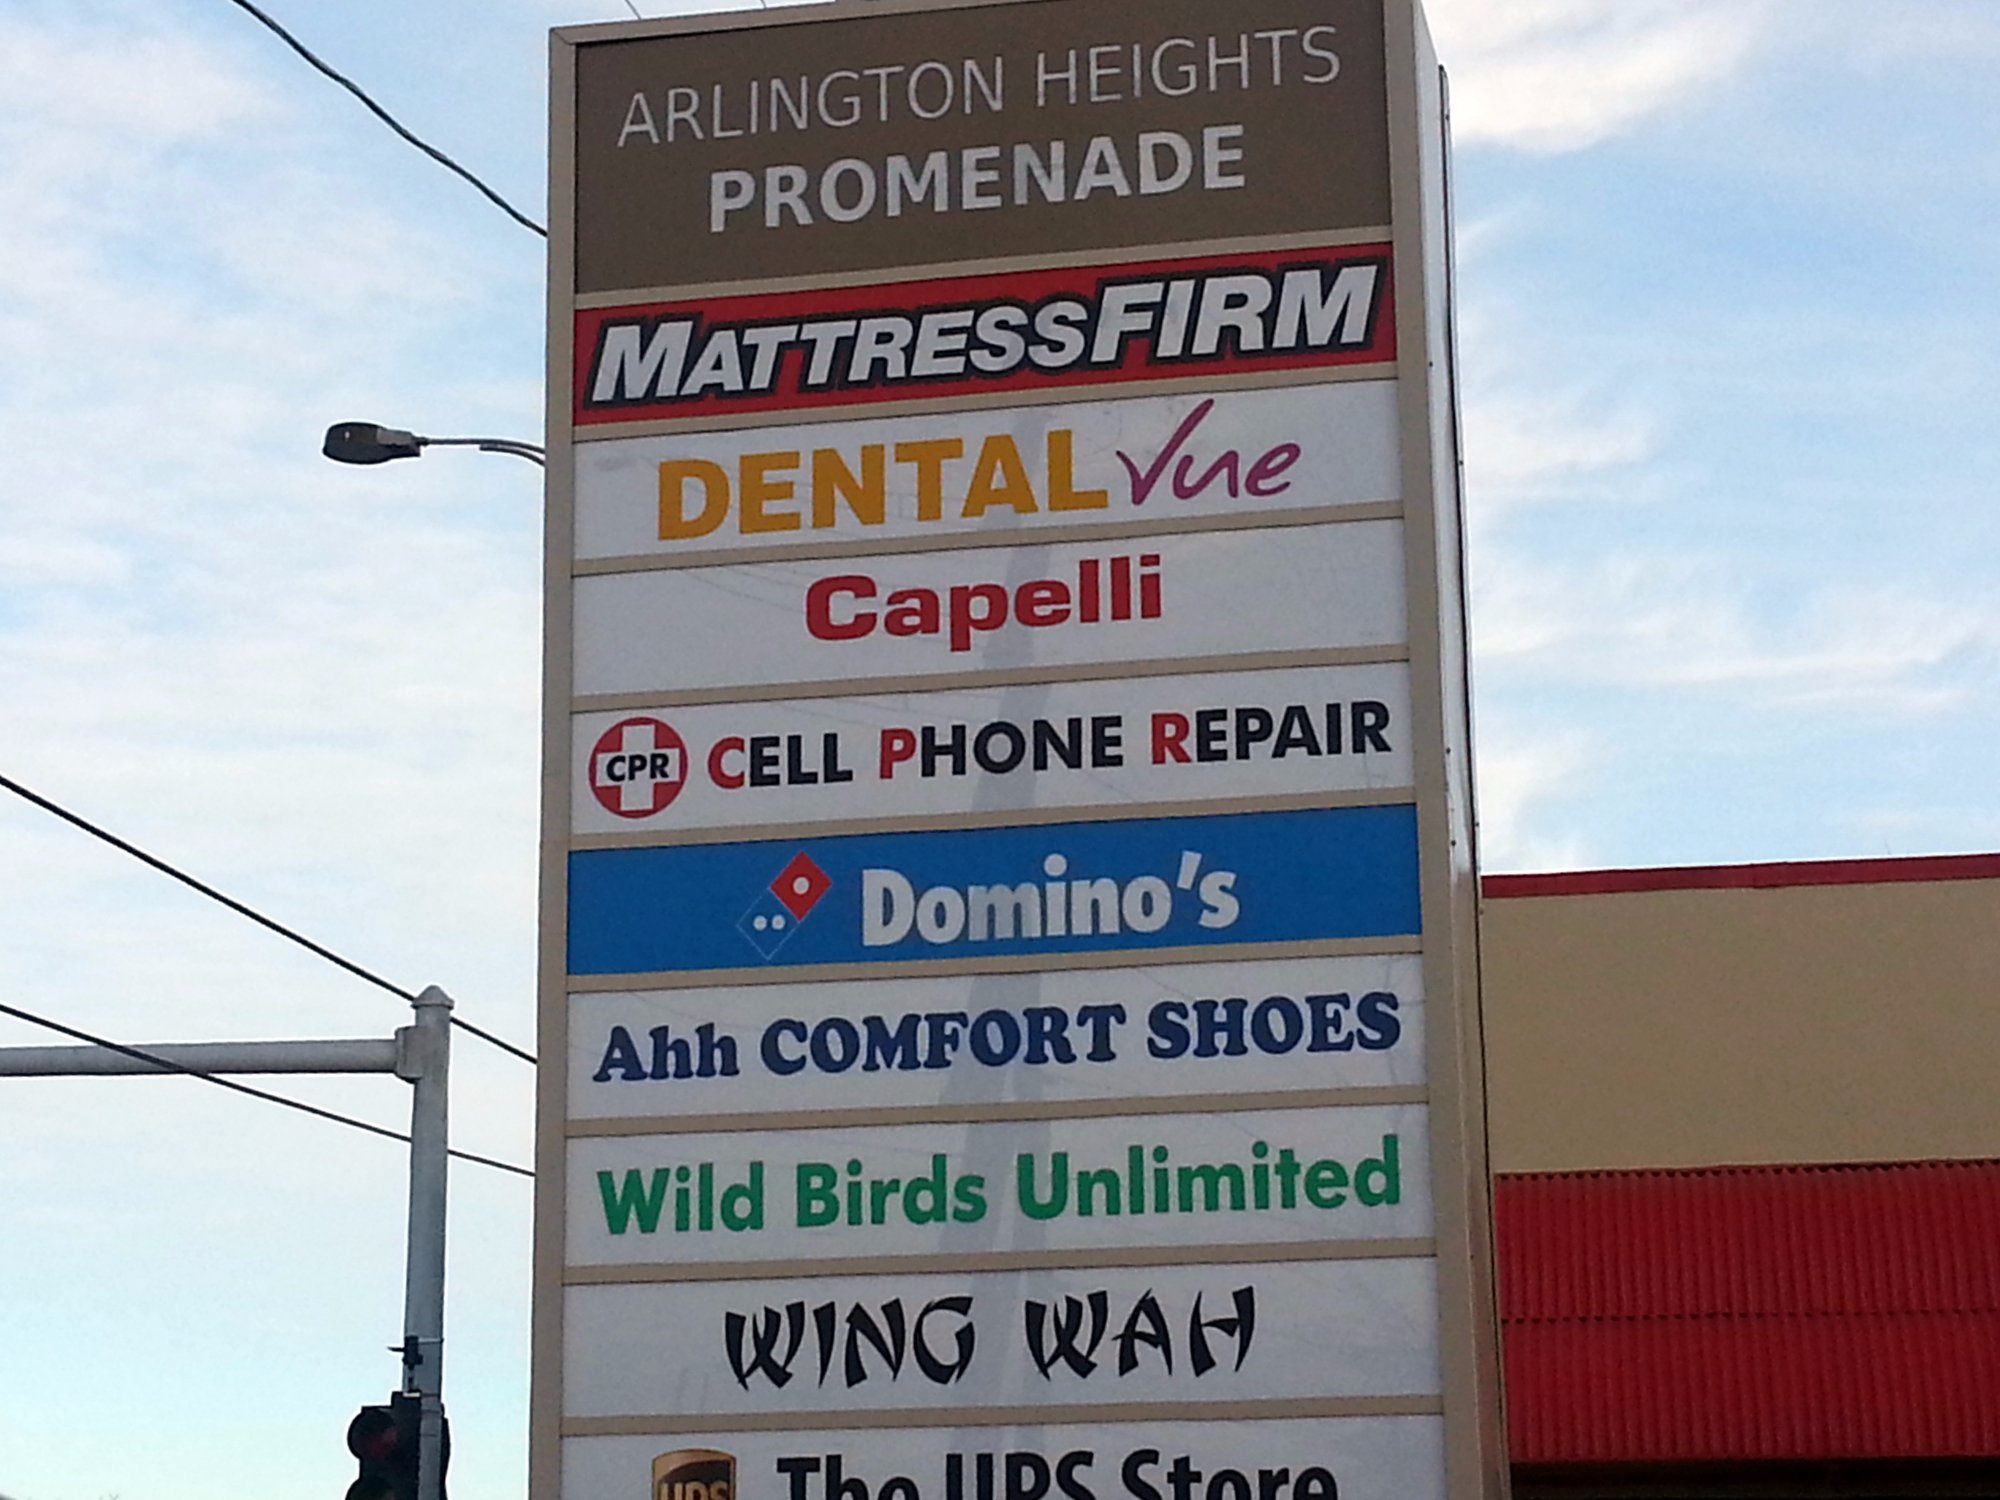 ARLINGTON HEIGHTS
PROMENADE
MATTRESSFIRM
DENTAL Vue
Capelli
CPR CELL PHONE REPAIR
Domino's
Ahh COMFORT SHOES
Wild Birds Unlimited
WING WAH
UPS The UPS Store